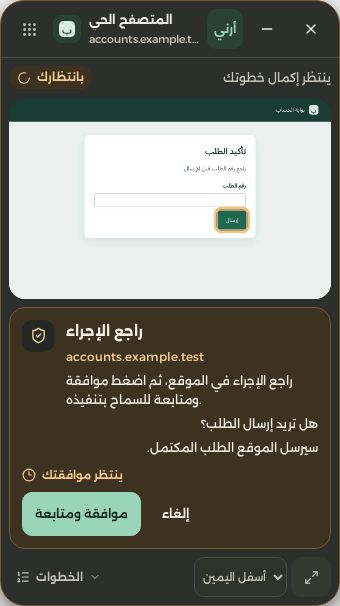 المتصفح الحي
accounts.example.t...
ب
أرني
ينتظر إكمال خطوتك
بانتظارك
بوابة الحساب
ب
تأكيد الطلب
راجع رقم الطلب قبل الإرسال.
رقم الطلب
إرسال
راجع الإجراء
accounts.example.test
راجع الإجراء في الموقع، ثم اضغط موافقة
ومتابعة للسماح بتنفيذه.
هل تريد إرسال الطلب؟
سيرسل الموقع الطلب المكتمل.
ينتظر موافقتك
إلغاء
موافقة ومتابعة
أسفل اليمين
الخطوات